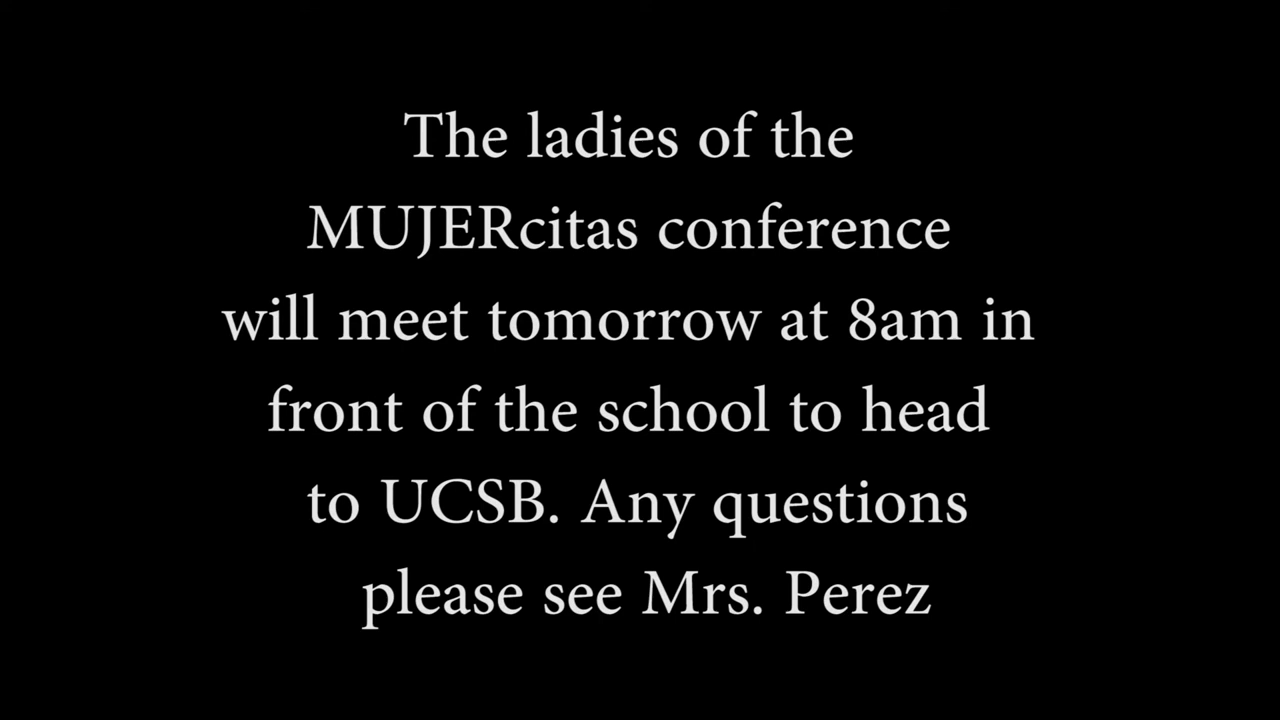 The ladies of the
MUJERcitas conference
will meet tomorrow at 8am in
front of the school to head
to UCSB. Any questions
please see Mrs. Perez